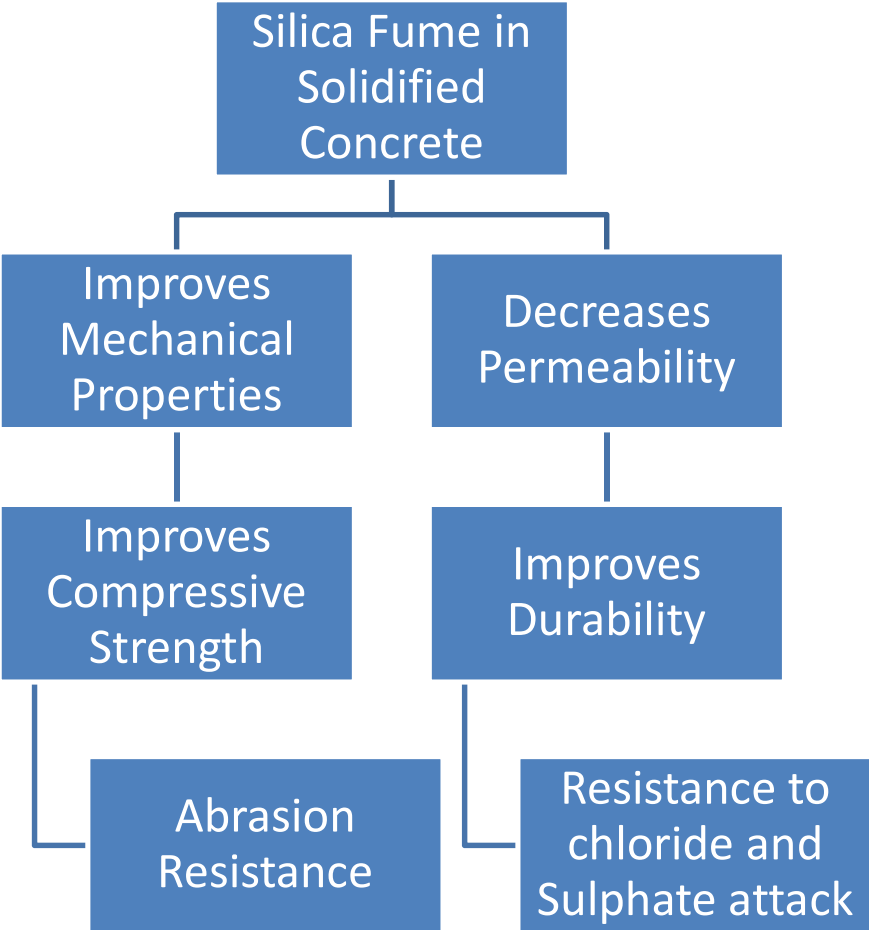 Silica Fume in
Solidified
Concrete
Improves
Mechanical
Properties
Decreases
Permeability
Improves
Compressive
Strength
Improves
Durability
Abrasion
Resistance
Resistance to
chloride and
Sulphate attack